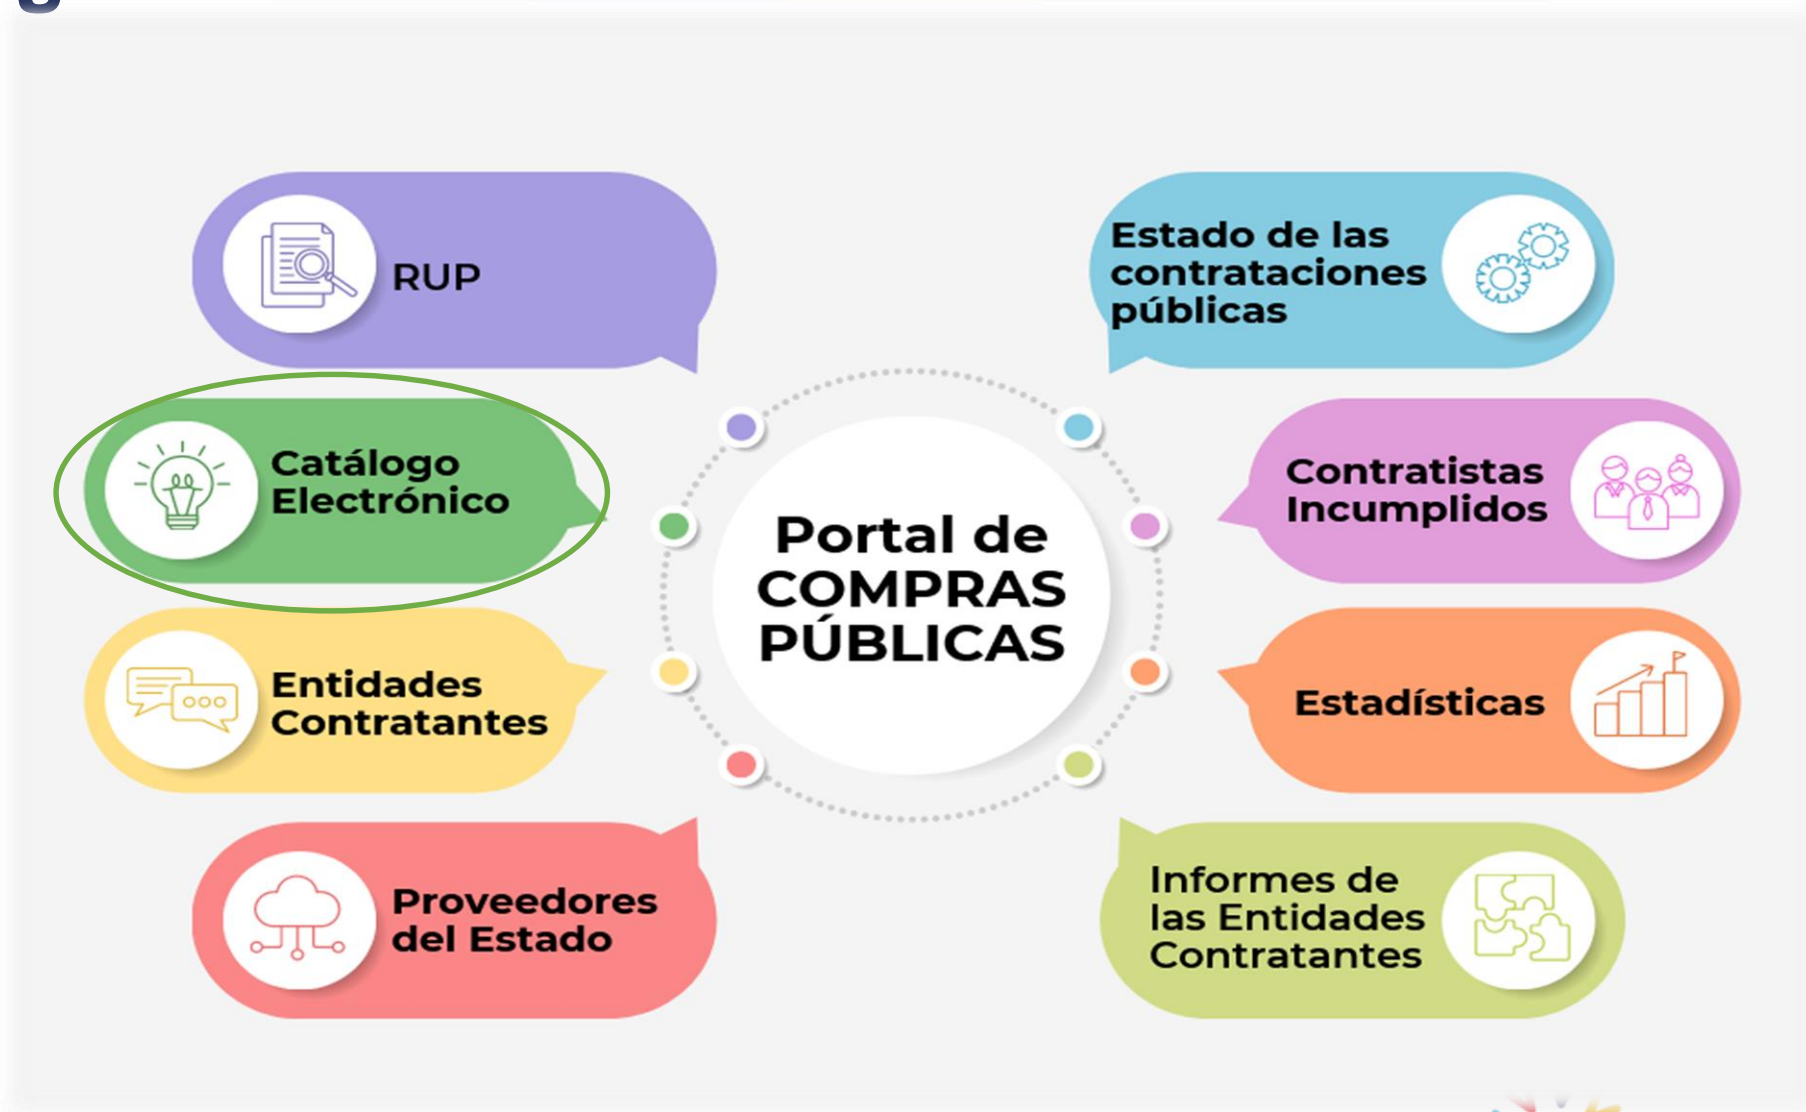 RUP
Catálogo
Electrónico
Entidades
Contratantes
Proveedores
del Estado
Portal de
COMPRAS
PÚBLICAS
Estado de las
contrataciones
públicas
Contratistas
Incumplidos
Estadísticas
Informes de
las Entidades
Contratantes